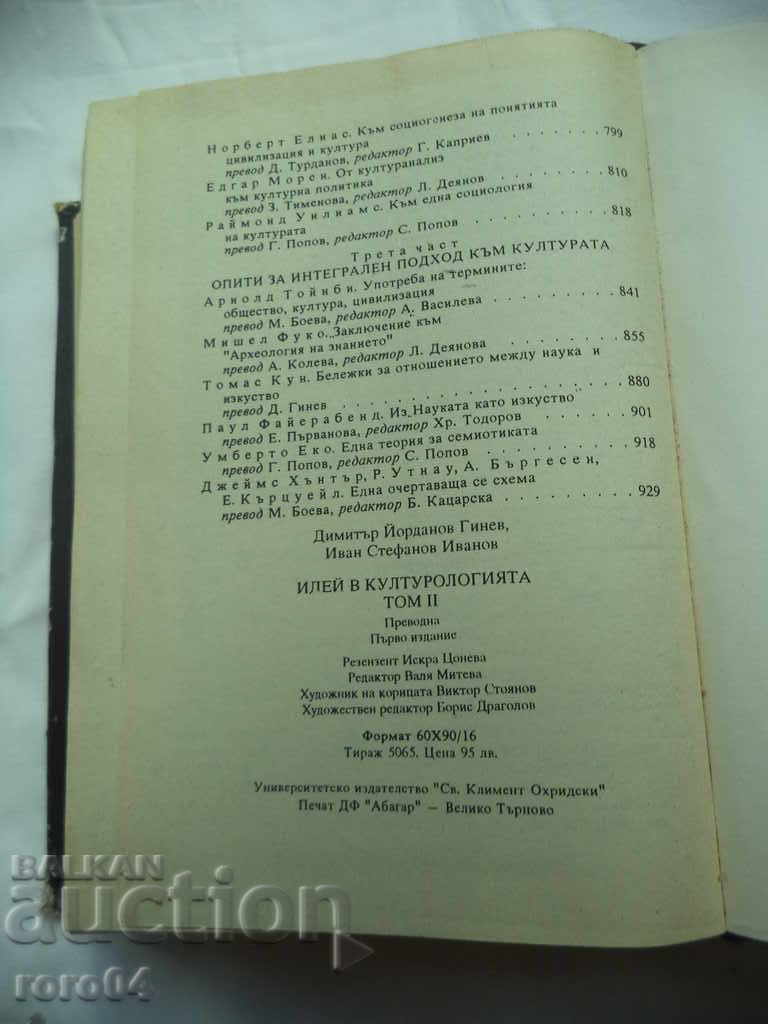 Норберт Елиас. Към социогенеза на понятията
цивилизация и култура
превод Д. Турданов, редактор Г. Каприев . . . . . . . 799
Едгар Морен. От културанализ
към културна политика
превод З. Тименова, редактор Л. Деянов . . . . . . . 810
Раймонд Уилиамс. Към една социология
на културата
превод Г. Попов, редактор С. Попов . . . . . . . . . 818
Трета част
ОПИТИ ЗА ИНТЕГРАЛЕН ПОДХОД КЪМ КУЛТУРАТА
Арнолд Тойнби. Употреба на термините:
общество, култура, цивилизация
превод М. Боева, редактор А. Василева . . . . . . . . 841
Мишел Фуко. Заключение към
"Археология на знанието"
превод А. Колева, редактор Л. Деянова . . . . . . . . 855
Томас Кун. Бележки за отношението между наука и
изкуство
превод Д. Гинев . . . . . . . . . . . . . . . . 880
Паул Файерабенд. Из „Науката като изкуство"
превод Е. Първанова, редактор Хр. Тодоров . . . . . . 901
Умберто Еко. Една теория за семиотиката
превод Г. Попов, редактор С. Попов . . . . . . . . . 918
Джеймс Хънтър, Р. Утнау, А. Бъргесен,
Е. Кърцуейл. Една очертаваща се схема
превод М. Боева, редактор Б. Кацарска . . . . . . . . 929
Димитър Йорданов Гинев,
Иван Стефанов Иванов
ИЛЕЙ В КУЛТУРОЛОГИЯТА
ТОМ II
Преводна
Първо издание
Резензент Искра Цонева
Редактор Валя Митева
Художник на корицата Виктор Стоянов
Художествен редактор Борис Драголов
Формат 60X90/16
Тираж 5065. Цена 95 лв.
Университетско издателство "Св. Климент Охридски"
Печат ДФ "Абагар" — Велико Търново
BALKAN
auction
roro04